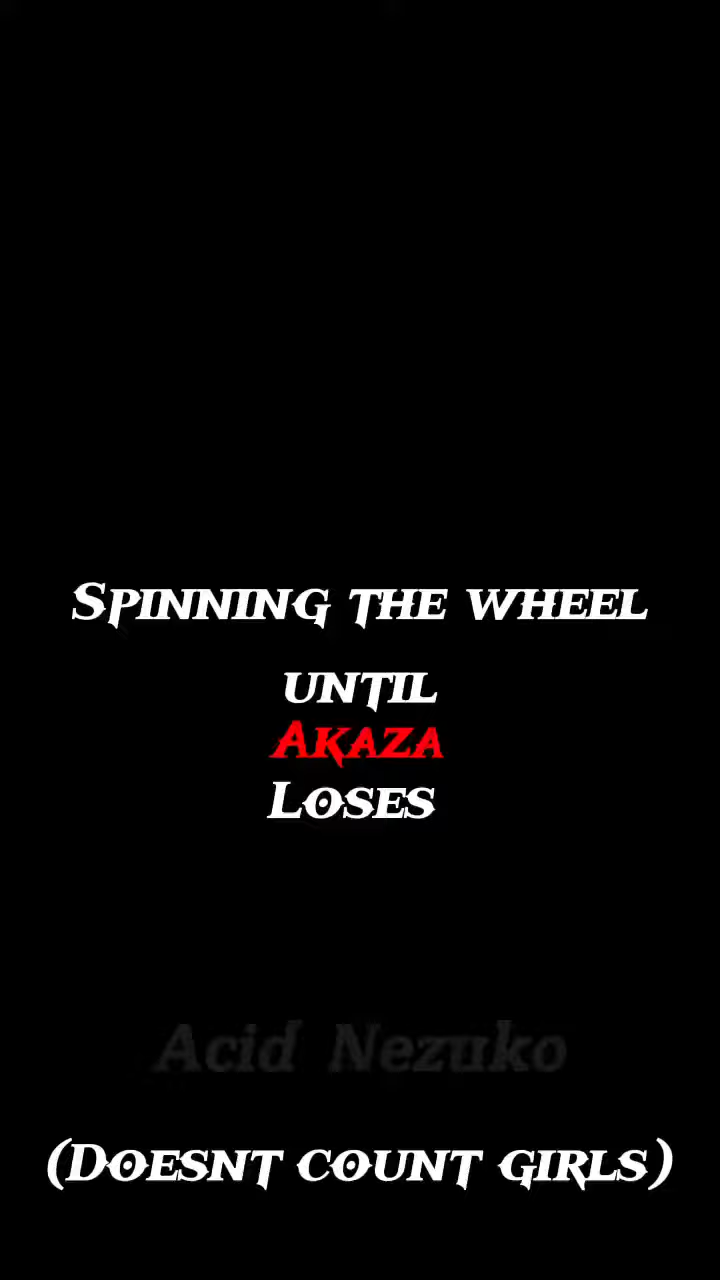 Spinning the wheel
until
Akaza
Loses
Acid Nezuko
(Doesnt count girls)